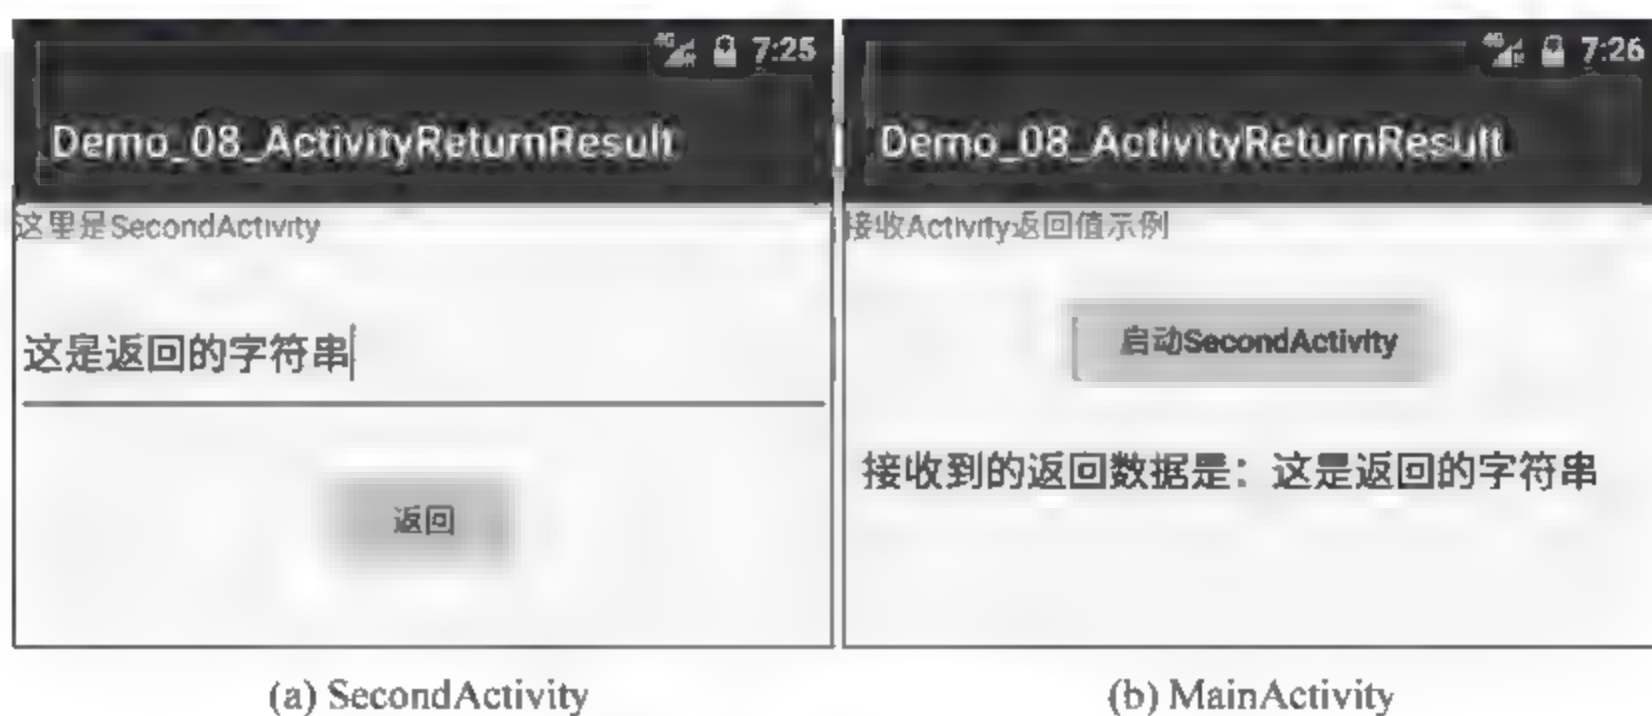 4G 7:25
Demo_08_ActivityReturnResult
这里是SecondActivity
这是返回的字符串
返回
(a) SecondActivity
4G 7:26
Demo_08_ActivityReturnResult
接收Activity返回值示例
启动SecondActivity
接收到的返回数据是：这是返回的字符串
(b) MainActivity